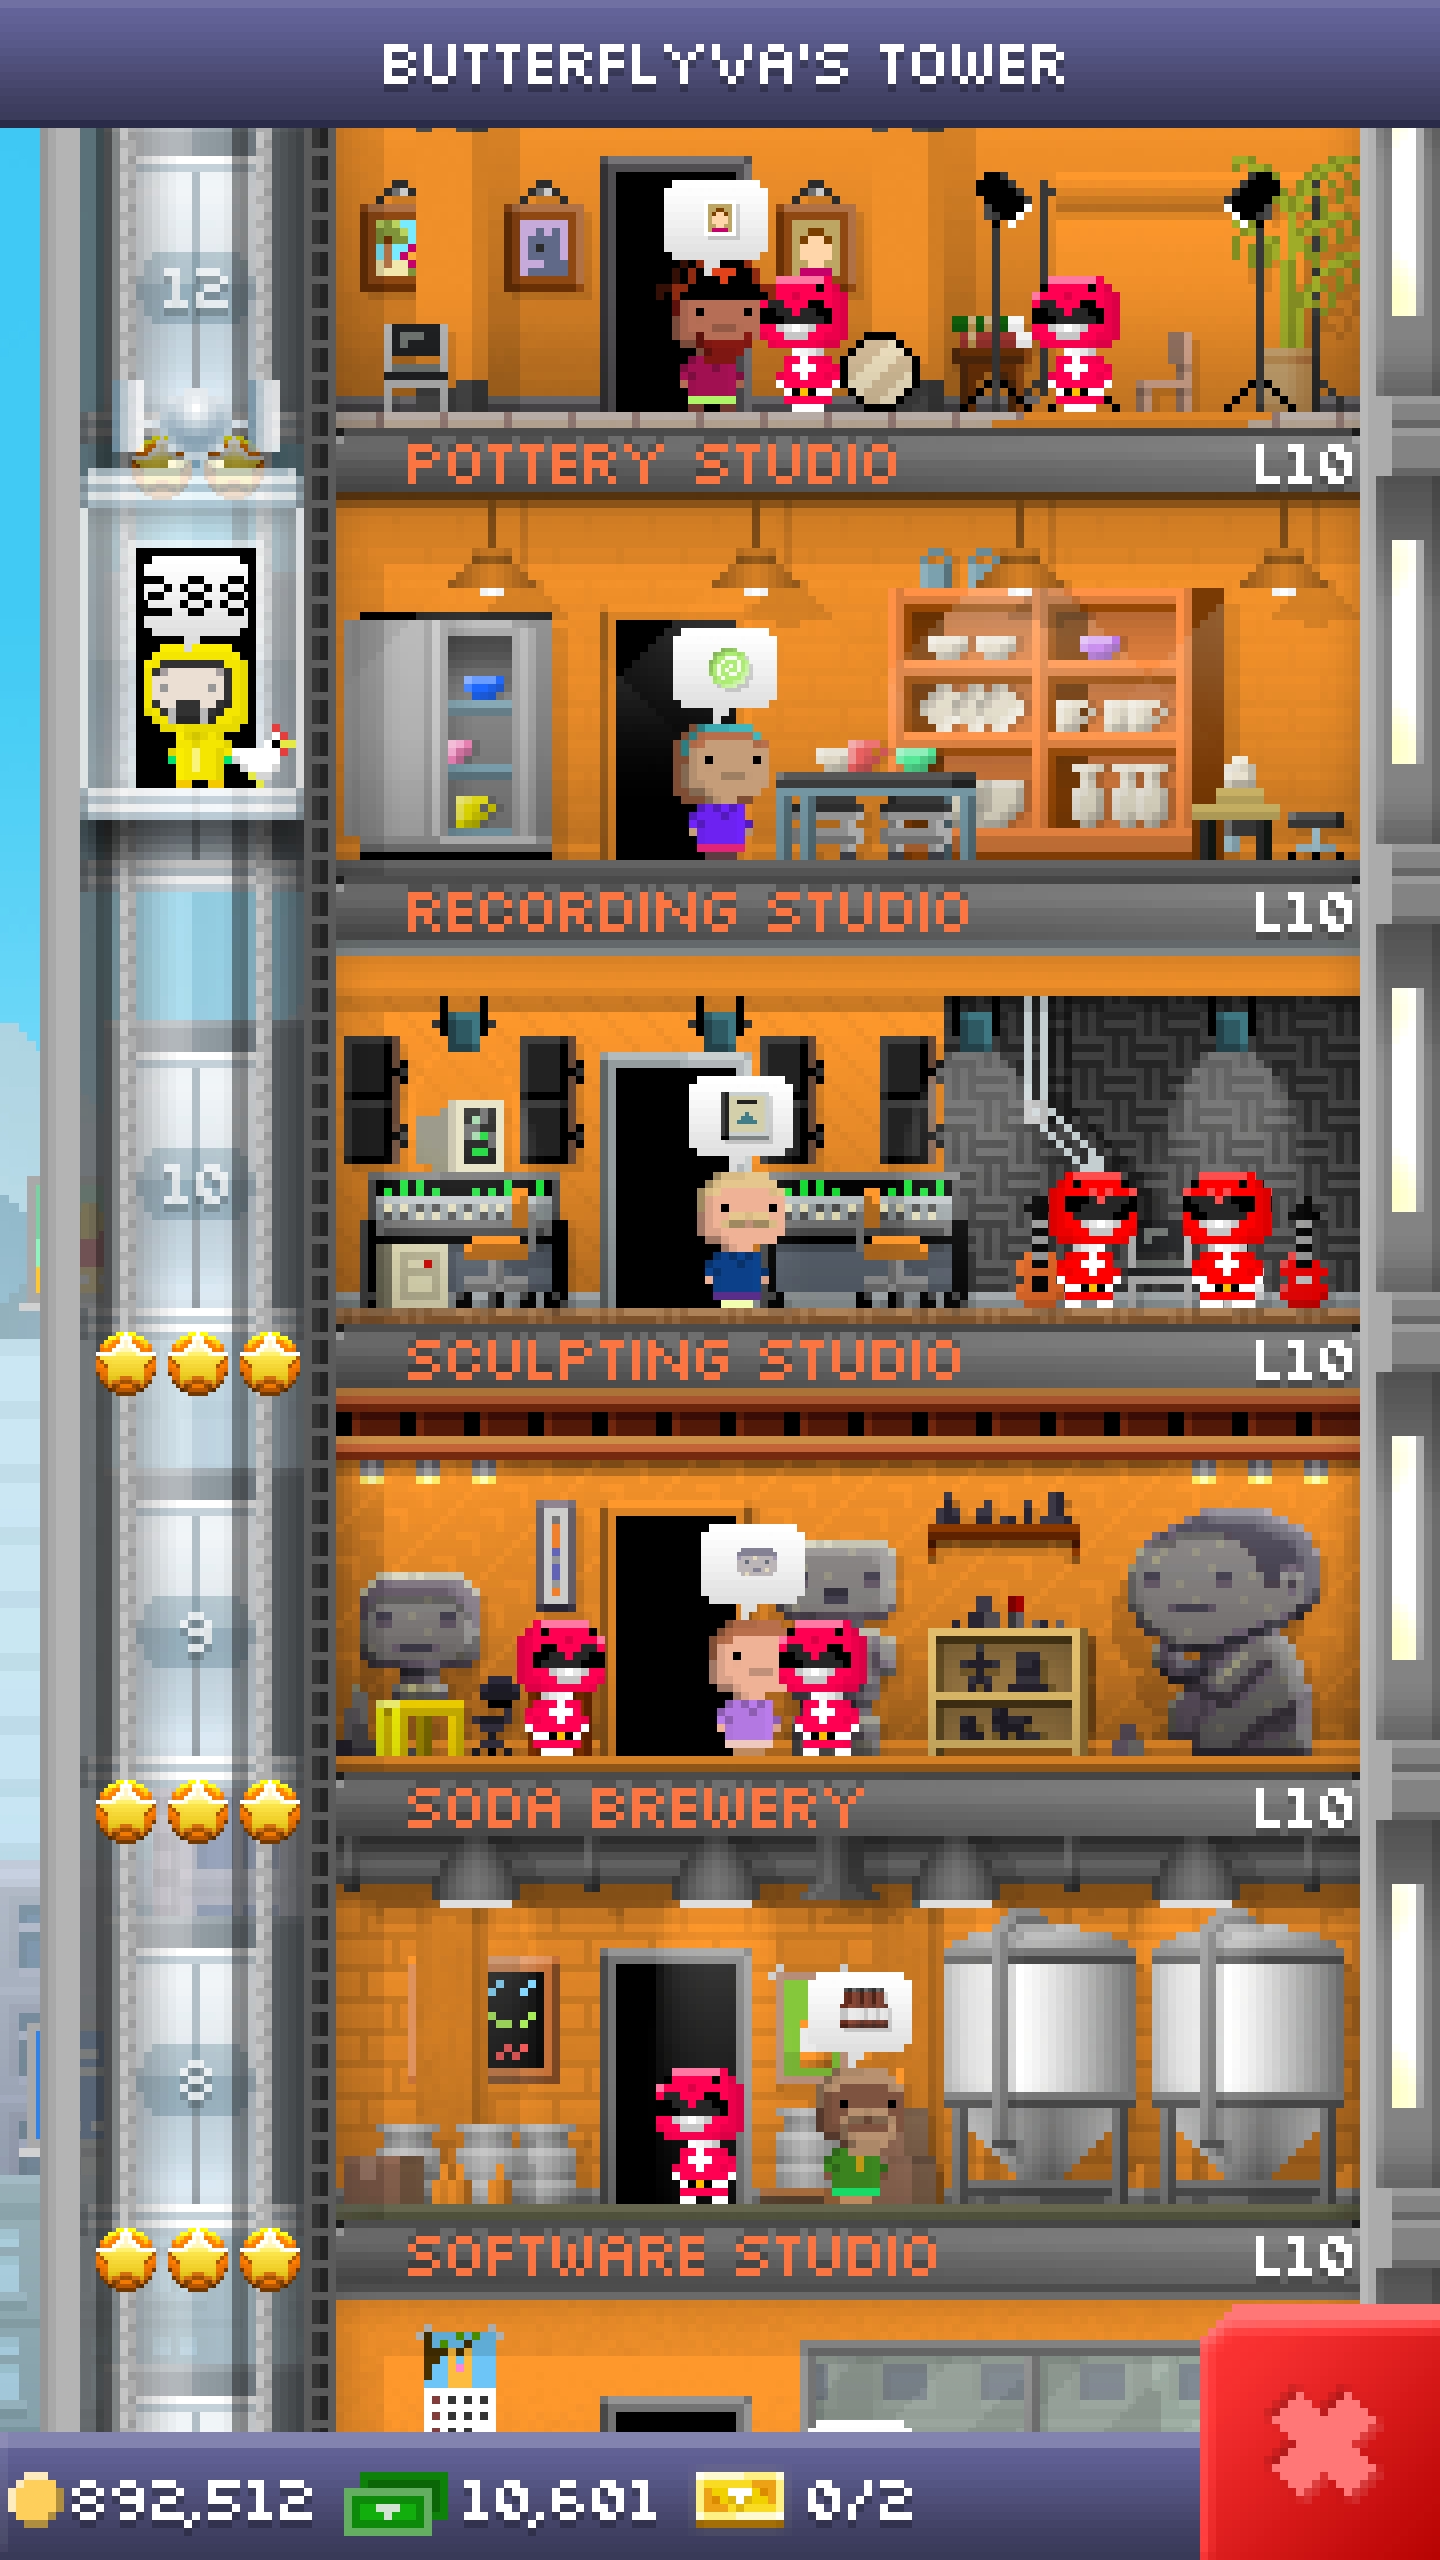 BUTTERFLYVA'S TOWER
12
POTTERY STUDIO L10
288
RECORDING STUDIO L10
10
SCULPTING STUDIO L10
9
SODA BREWERY L10
8
SOFTWARE STUDIO L10
892,512 10,601 0/2